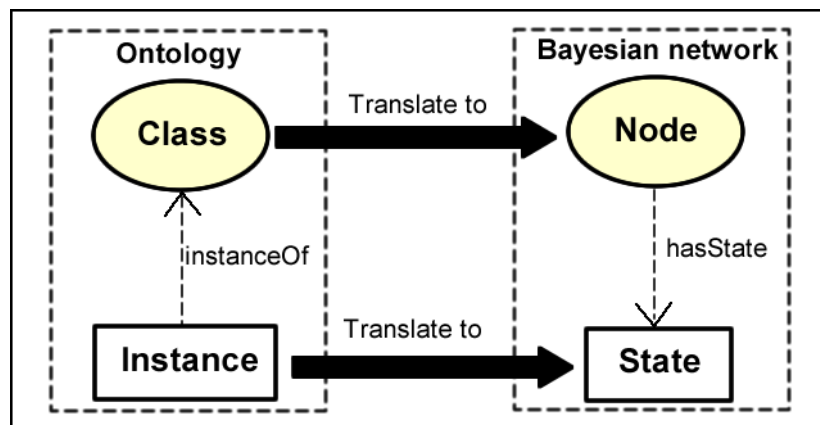 Ontology
Bayesian network
Class
Translate to
Node
instanceOf
hasState
Instance
Translate to
State